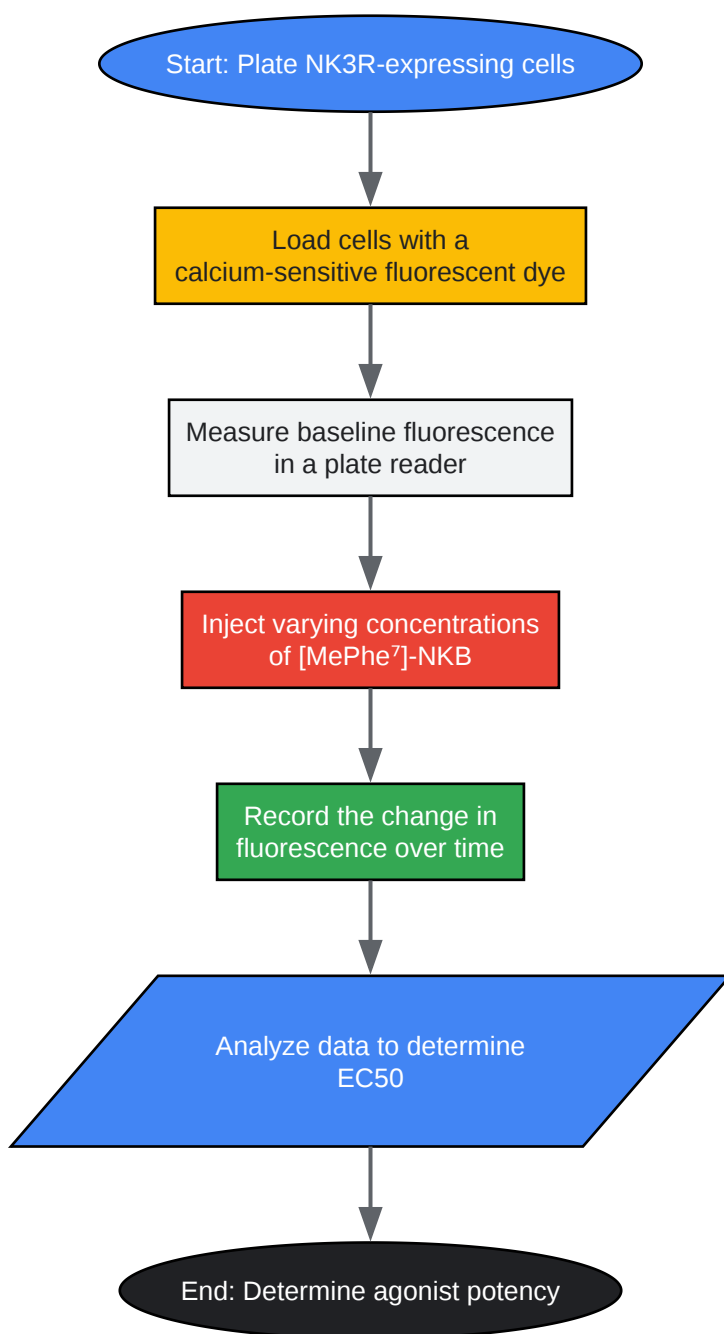 Start: Plate NK3R-expressing cells
Load cells with a
calcium-sensitive fluorescent dye
Measure baseline fluorescence
in a plate reader
Inject varying concentrations
of [MePhe⁷]-NKB
Record the change in
fluorescence over time
Analyze data to determine
EC50
End: Determine agonist potency